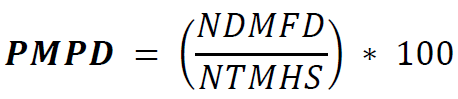 PMPD = (NDMFD / NTMHS) * 100